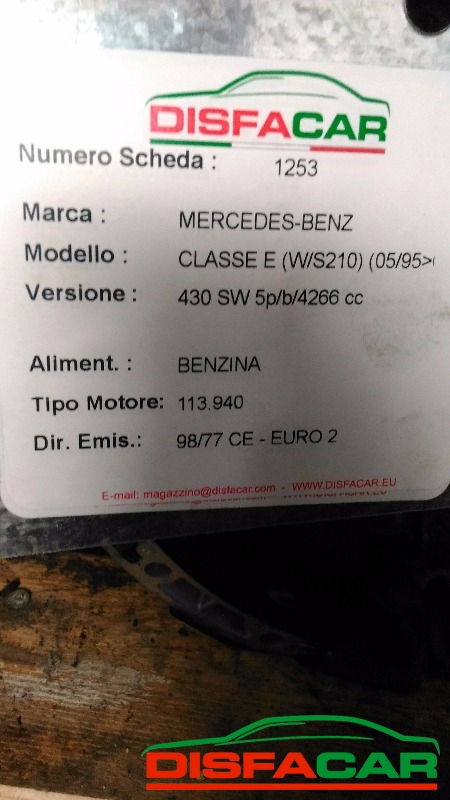 DISFACAR
Numero Scheda : 1253
Marca : MERCEDES-BENZ
Modello : CLASSE E (W/S210) (05/95>
Versione : 430 SW 5p/b/4266 cc
Aliment. : BENZINA
Tipo Motore: 113.940
Dir. Emis.: 98/77 CE - EURO 2
E-mail: magazzino@disfacar.com - WWW.DISFACAR.EU
DISFACAR